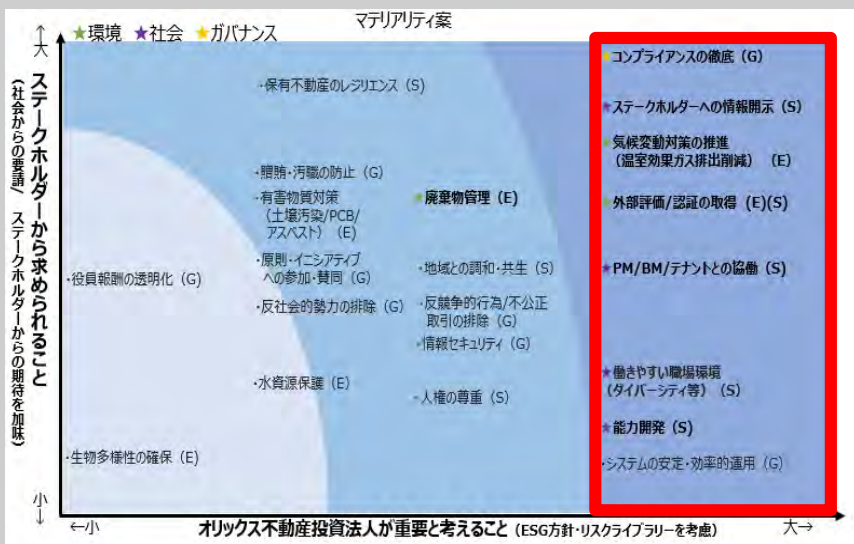 マテリアリティ案
★環境 ★社会 ★ガバナンス
↑
大
ステークホルダーから求められること
(社会からの要請/ ステークホルダーからの期待を加味)
小
↓
・保有不動産のレジリエンス(S)
・贈賄・汚職の防止(G)
・有害物質対策
(土壌汚染/PCB/
アスベスト)(E)
・原則・イニシアティブ
への参加・賛同(G)
・役員報酬の透明化(G)
・反社会的勢力の排除(G)
・水資源保護(E)
・生物多様性の確保(E)
★廃棄物管理(E)
・地域との調和・共生(S)
・反競争的行為/不公正
取引の排除(G)
・情報セキュリティ(G)
・人権の尊重(S)
★コンプライアンスの徹底(G)
★ステークホルダーへの情報開示(S)
★気候変動対策の推進
(温室効果ガス排出削減)(E)
★外部評価/認証の取得(E)(S)
★PM/BM/テナントとの協働(S)
★働きやすい職場環境
(ダイバーシティ等)(S)
★能力開発(S)
・システムの安定・効率的運用(G)
←小
オリックス不動産投資法人が重要と考えること(ESG方針・リスクライブラリーを考慮)
大→